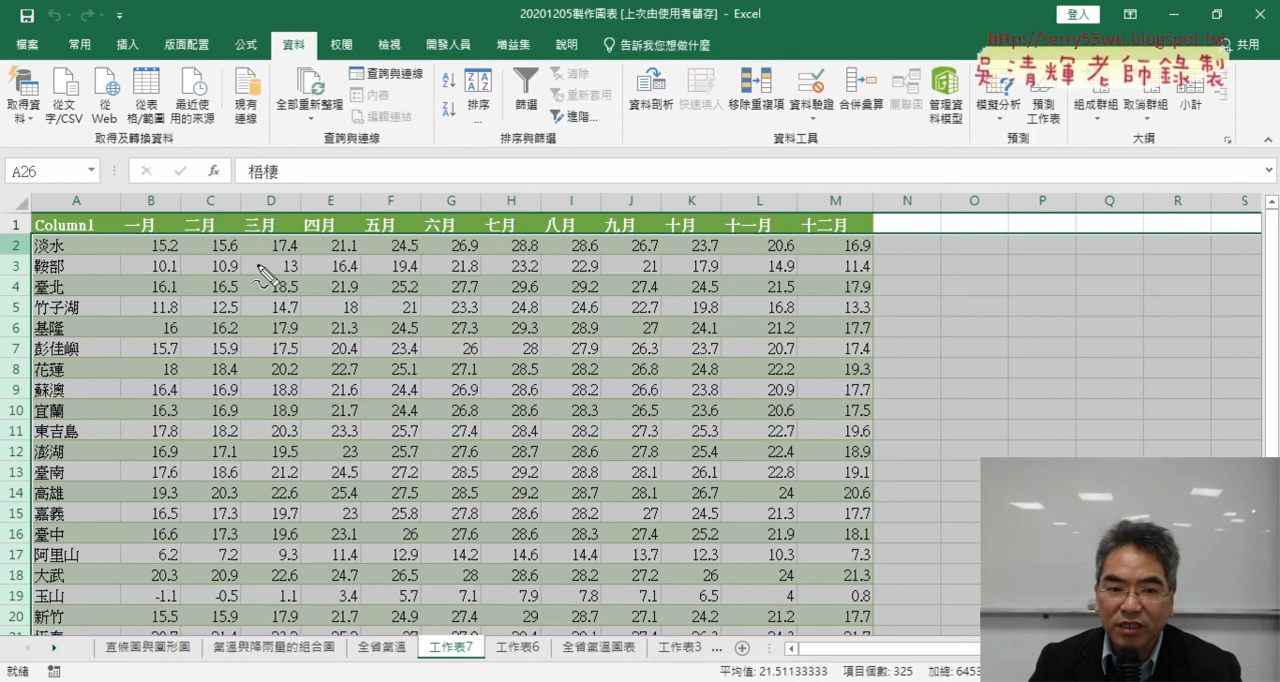 20201205製作圖表 [上次由使用者儲存] - Excel
登入
檔案 常用 插入 版面配置 公式 資料 校閱 檢視 開發人員 增益集 說明 告訴我您想做什麼 共用
http://terry55wu.blogspot.tw
吳清輝老師錄製
取得資料 從文字/CSV 從 Web 從表格/範圍 最近使用的來源 現有連線
取得及轉換資料
全部重新整理 查詢與連線 內容 編輯連結
查詢與連線
排序 篩選 清除 重新套用 進階...
排序與篩選
資料剖析 快速填入 移除重複項 資料驗證 合併彙算 關聯圖 管理資料模型
資料工具
模擬分析 預測工作表
預測
組成群組 取消群組 小計
大綱
A26 fx 梧棲
A B C D E F G H I J K L M N O P Q R S
1 Column1 一月 二月 三月 四月 五月 六月 七月 八月 九月 十月 十一月 十二月
2 淡水 15.2 15.6 17.4 21.1 24.5 26.9 28.8 28.6 26.7 23.7 20.6 16.9
3 鞍部 10.1 10.9 13 16.4 19.4 21.8 23.2 22.9 21 17.9 14.9 11.4
4 臺北 16.1 16.5 18.5 21.9 25.2 27.7 29.6 29.2 27.4 24.5 21.5 17.9
5 竹子湖 11.8 12.5 14.7 18 21 23.3 24.8 24.6 22.7 19.8 16.8 13.3
6 基隆 16 16.2 17.9 21.3 24.5 27.3 29.3 28.9 27 24.1 21.2 17.7
7 彭佳嶼 15.7 15.9 17.5 20.4 23.4 26 28 27.9 26.3 23.7 20.7 17.4
8 花蓮 18 18.4 20.2 22.7 25.1 27.1 28.5 28.2 26.8 24.8 22.2 19.3
9 蘇澳 16.4 16.9 18.8 21.6 24.4 26.9 28.6 28.2 26.6 23.8 20.9 17.7
10 宜蘭 16.3 16.9 18.9 21.7 24.4 26.8 28.6 28.3 26.5 23.6 20.6 17.5
11 東吉島 17.8 18.2 20.3 23.3 25.7 27.4 28.4 28.2 27.3 25.3 22.7 19.6
12 澎湖 16.9 17.1 19.5 23 25.7 27.6 28.7 28.6 27.8 25.4 22.4 18.9
13 臺南 17.6 18.6 21.2 24.5 27.2 28.5 29.2 28.8 28.1 26.1 22.8 19.1
14 高雄 19.3 20.3 22.6 25.4 27.5 28.5 29.2 28.7 28.1 26.7 24 20.6
15 嘉義 16.5 17.3 19.7 23 25.8 27.8 28.6 28.2 27 24.5 21.3 17.7
16 臺中 16.6 17.3 19.6 23.1 26 27.6 28.6 28.3 27.4 25.2 21.9 18.1
17 阿里山 6.2 7.2 9.3 11.4 12.9 14.2 14.6 14.4 13.7 12.3 10.3 7.3
18 大武 20.3 20.9 22.6 24.7 26.5 28 28.6 28.2 27.2 26 24 21.3
19 玉山 -1.1 -0.5 1.1 3.4 5.7 7.1 7.9 7.8 7.1 6.5 4 0.8
20 新竹 15.5 15.9 17.9 21.7 24.9 27.4 29 28.7 27.1 24.2 21.2 17.7
直條圖與圓形圖 氣溫與降雨量的組合圖 全省氣溫 工作表7 工作表6 全省氣溫圖表 工作表3 ...
就緒 平均值: 21.51133333 項目個數: 325 加總: 6453